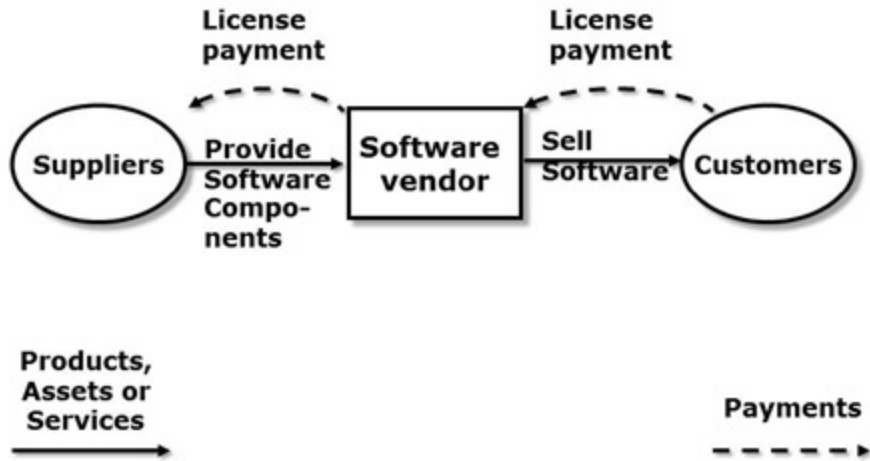 License
payment
License
payment
Suppliers
Provide
Software
Compo-
nents
Software
vendor
Sell
Software
Customers
Products,
Assets or
Services
Payments